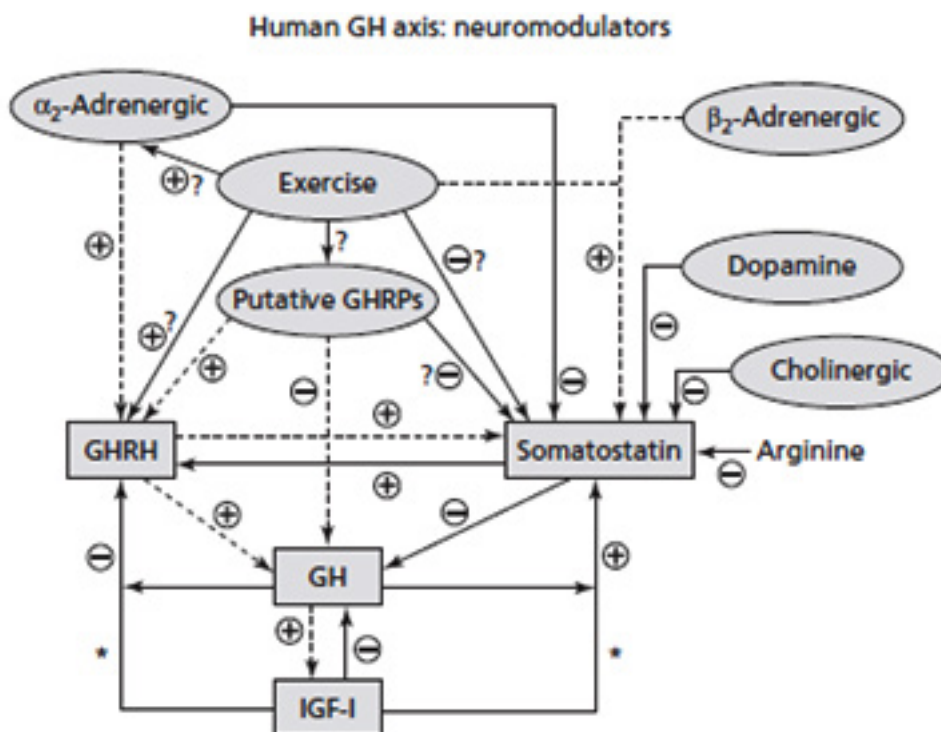 Human GH axis: neuromodulators
α₂-Adrenergic
β₂-Adrenergic
⊕?
Exercise
⊕
?
⊖?
⊕
Dopamine
Putative GHRPs
⊕?
⊕
⊖
?⊖
⊖
⊖
Cholinergic
⊖
⊕
GHRH
Somatostatin
Arginine
⊖
⊕
⊕
⊖
⊖
GH
⊕
⊕
⊖
*
*
IGF-I